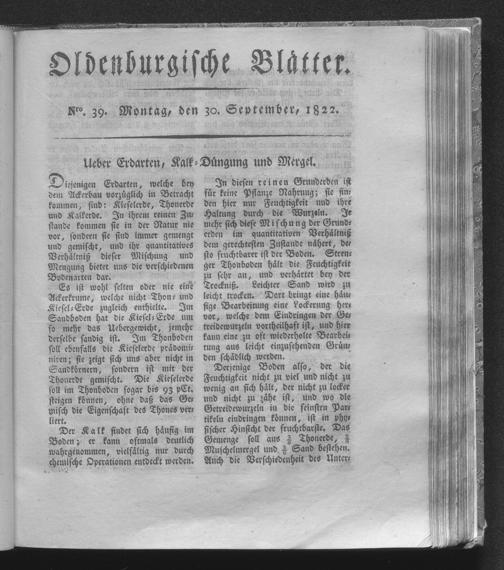 Oldenburgische Blätter.
Nro. 39. Montag, den 30. September, 1822.
Ueber Erdarten, Kalk-Düngung und Mergel.
Diejenigen Erdarten, welche bey
dem Ackerbau vorzüglich in Betracht
kommen, sind: Kieselerde, Thonerde
und Kalkerde. In ihrem reinen Zu-
stande kommen sie in der Natur nie
vor, sondern sie sind immer gemengt
und gemischt, und ihr quantitatives
Verhältniß dieser Mischung und
Mengung bietet uns die verschiedenen
Bodenarten dar.
Es ist wohl selten oder nie eine
Ackerkrume, welche nicht Thon- und
Kiesel-Erde zugleich enthielte. Im
Sandboden hat die Kiesel-Erde um
so mehr das Uebergewicht, jemehr
derselbe sandig ist. Im Thonboden
soll ebenfalls die Kieselerde prädomi-
niren; sie zeigt sich uns aber nicht in
Sandkörnern, sondern ist mit der
Thonerde gemischt. Die Kieselerde
soll im Thonboden sogar bis 93 pCt.
steigen können, ohne daß das Ge-
misch die Eigenschaft des Thones ver-
liert.
Der Kalk findet sich häufig im
Boden; er kann oftmals deutlich
wahrgenommen, vielfältig nur durch
chemische Operationen entdeckt werden.
In diesen reinen Grunderden ist
für keine Pflanze Nahrung; sie fin-
den hier nur Feuchtigkeit und ihre
Haltung durch die Wurzeln. Je
mehr sich diese Mischung der Grund-
erden im quantitativen Verhältniß
dem gerechtesten Zustande nähert, de-
sto fruchtbarer ist der Boden. Stren-
ger Thonboden hält die Feuchtigkeit
zu sehr an, und verhärtet bey der
Trockniß. Leichter Sand wird zu
leicht trocken. Dort bringt eine häu-
fige Bearbeitung eine Lockerung her-
vor, welche dem Eindringen der Ge-
treidewurzeln vortheilhaft ist, und hier
kann eine zu oft wiederholte Bearbei-
tung aus leicht einzusehenden Grün-
den schädlich werden.
Derjenige Boden also, der die
Feuchtigkeit nicht zu viel und nicht zu
wenig an sich hält, der nicht zu locker
und nicht zu zähe ist, und wo die
Getreidewurzeln in die feinsten Par-
tikeln eindringen können, ist in phy-
sischer Hinsicht der fruchtbarste. Das
Gemenge soll aus Thonerde,
Muschelmergel und Sand bestehen.
Auch die Verschiedenheit des Unter-